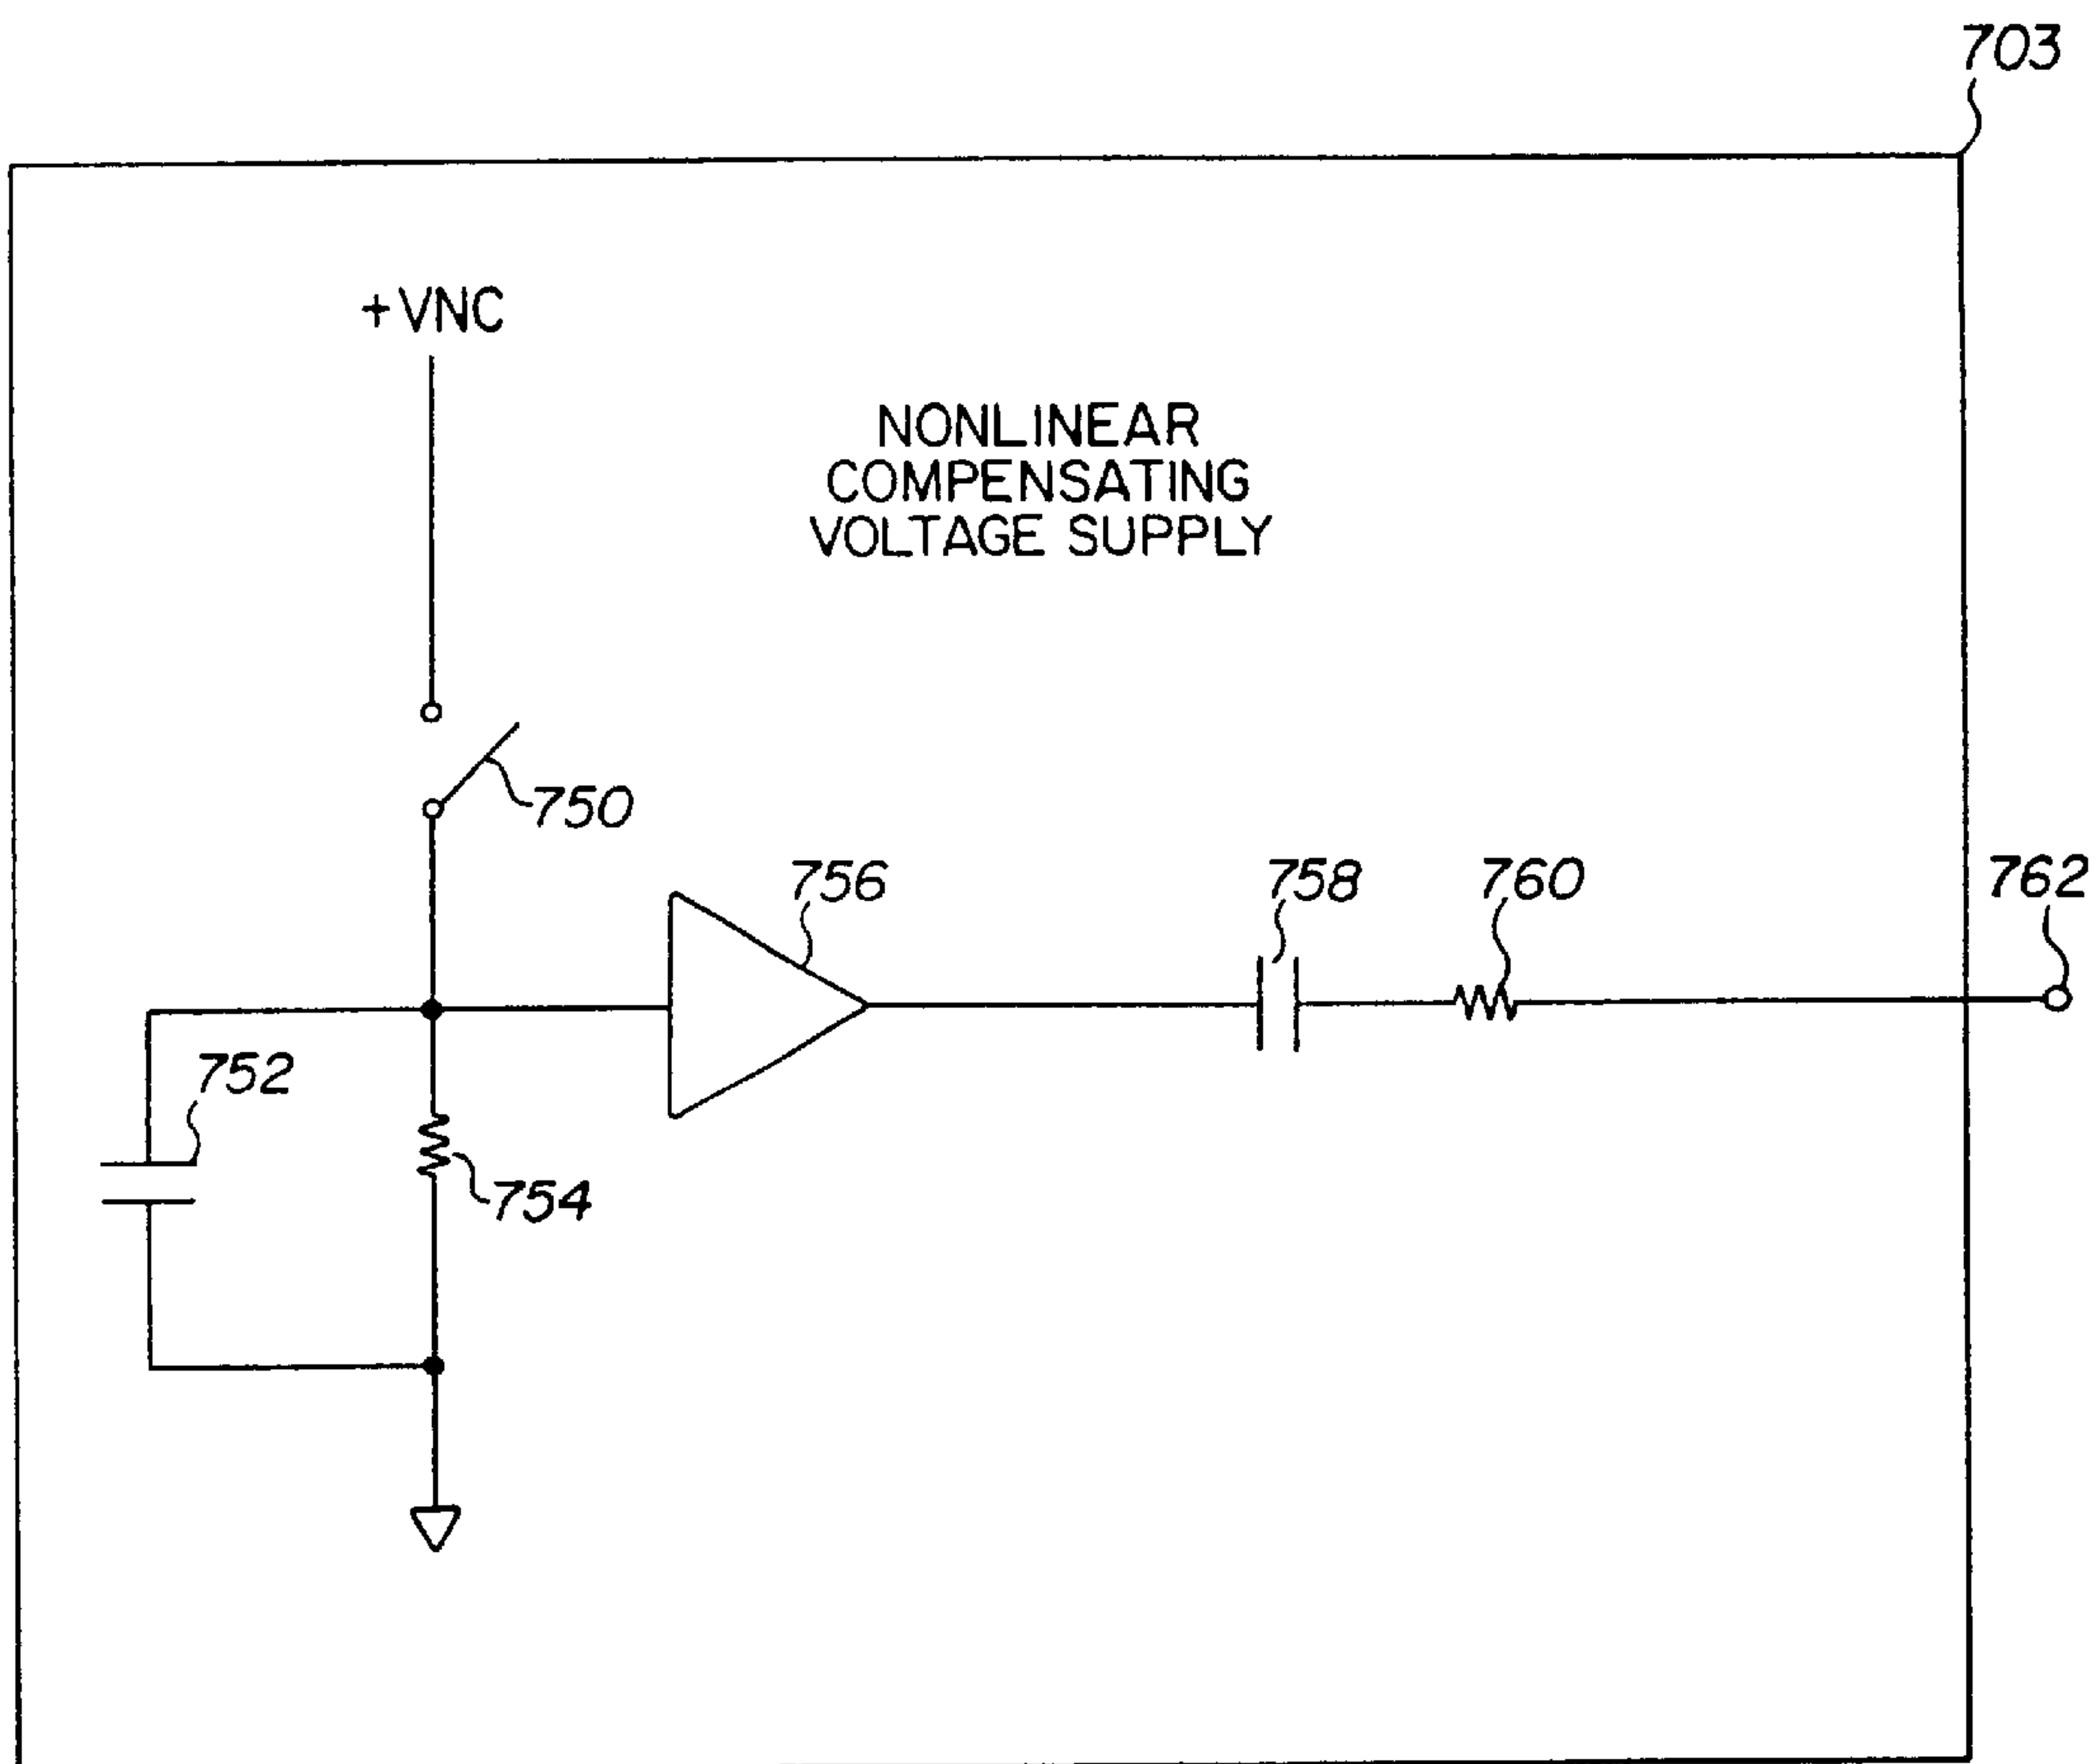 703
+VNC
NONLINEAR
COMPENSATING
VOLTAGE SUPPLY
750
756
758
760
762
752
754